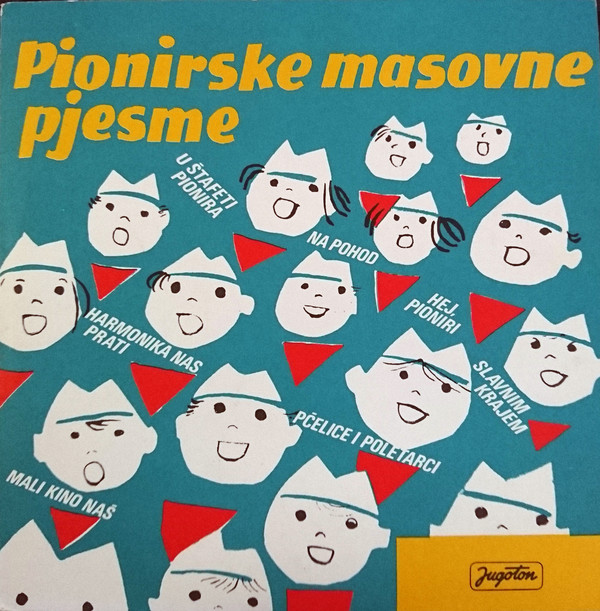 Pionirske masovne
pjesme
U ŠTAFETI
PIONIRA
NA POHOD
HEJ,
PIONIRI
HARMONIKA NAS
PRATI
SLAVNIM
KRAJEM
PČELICE I POLETARCI
MALI KINO NAŠ
Jugoton